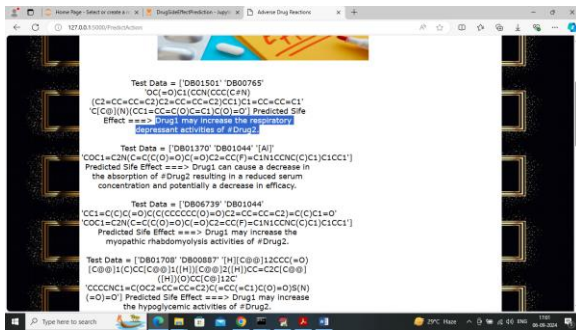 Home Page - Select or create a n
DrugSideEffectPrediction - Jupyt
Adverse Drug Reactions
127.0.0.1:5000/PredictAction
Test Data = ['DB01501' 'DB00765'
'OC(=O)C1(CCN(CCC(C#N)
(C2=CC=CC=C2)C2=CC=CC=C2)CC1)C1=CC=CC=C1'
'C[C@](N)(CC1=CC=C(O)C=C1)C(O)=O'] Predicted Sife
Effect ===> Drug1 may increase the respiratory
depressant activities of #Drug2.
Test Data = ['DB01370' 'DB01044' '[Al]'
'COC1=C2N(C=C(C(O)=O)C(=O)C2=CC(F)=C1N1CCNC(C)C1)C1CC1']
Predicted Sife Effect ===> Drug1 can cause a decrease in
the absorption of #Drug2 resulting in a reduced serum
concentration and potentially a decrease in efficacy.
Test Data = ['DB06739' 'DB01044'
'CC1=C(C)C(=O)C(C(CCCCCC(O)=O)C2=CC=CC=C2)=C(C)C1=O'
'COC1=C2N(C=C(C(O)=O)C(=O)C2=CC(F)=C1N1CCNC(C)C1)C1CC1']
Predicted Sife Effect ===> Drug1 may increase the
myopathic rhabdomyolysis activities of #Drug2.
Test Data = ['DB01708' 'DB00887' '[H][C@@]12CCC(=O)
[C@@]1(C)CC[C@@]1([H])[C@@]2([H])CC=C2C[C@@]
([H])(O)CC[C@]12C'
'CCCCNC1=C(OC2=CC=CC=C2)C(=CC(=C1)C(O)=O)S(N)
(=O)=O'] Predicted Sife Effect ===> Drug1 may increase
the hypoglycemic activities of #Drug2.
Type here to search
29°C Haze
ENG
17:01
06-09-2024